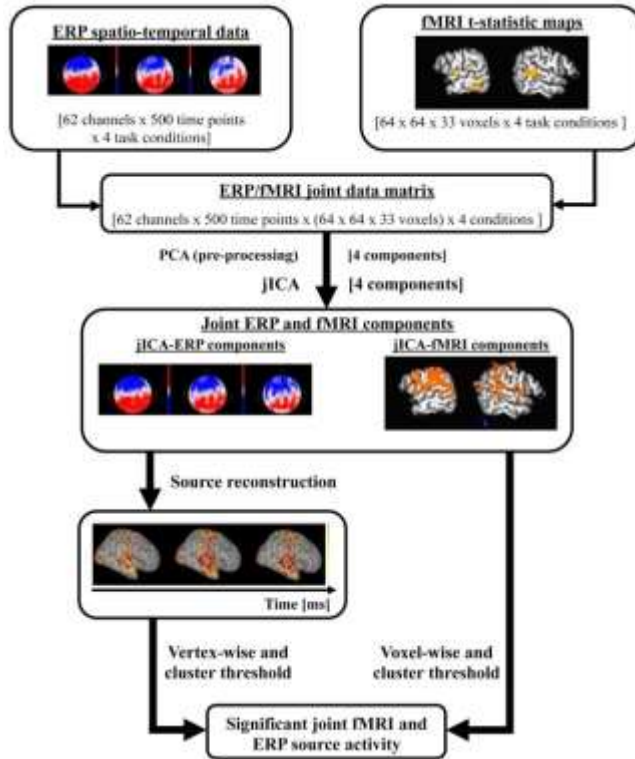 ERP spatio-temporal data
[62 channels x 500 time points
x 4 task conditions]
fMRI t-statistic maps
[64 x 64 x 33 voxels x 4 task conditions ]
ERP/fMRI joint data matrix
[62 channels x 500 time points x (64 x 64 x 33 voxels) x 4 conditions ]
PCA (pre-processing) [4 components]
jICA [4 components]
Joint ERP and fMRI components
jICA-ERP components
jICA-fMRI components
Source reconstruction
Time [ms]
Vertex-wise and
cluster threshold
Voxel-wise and
cluster threshold
Significant joint fMRI and
ERP source activity